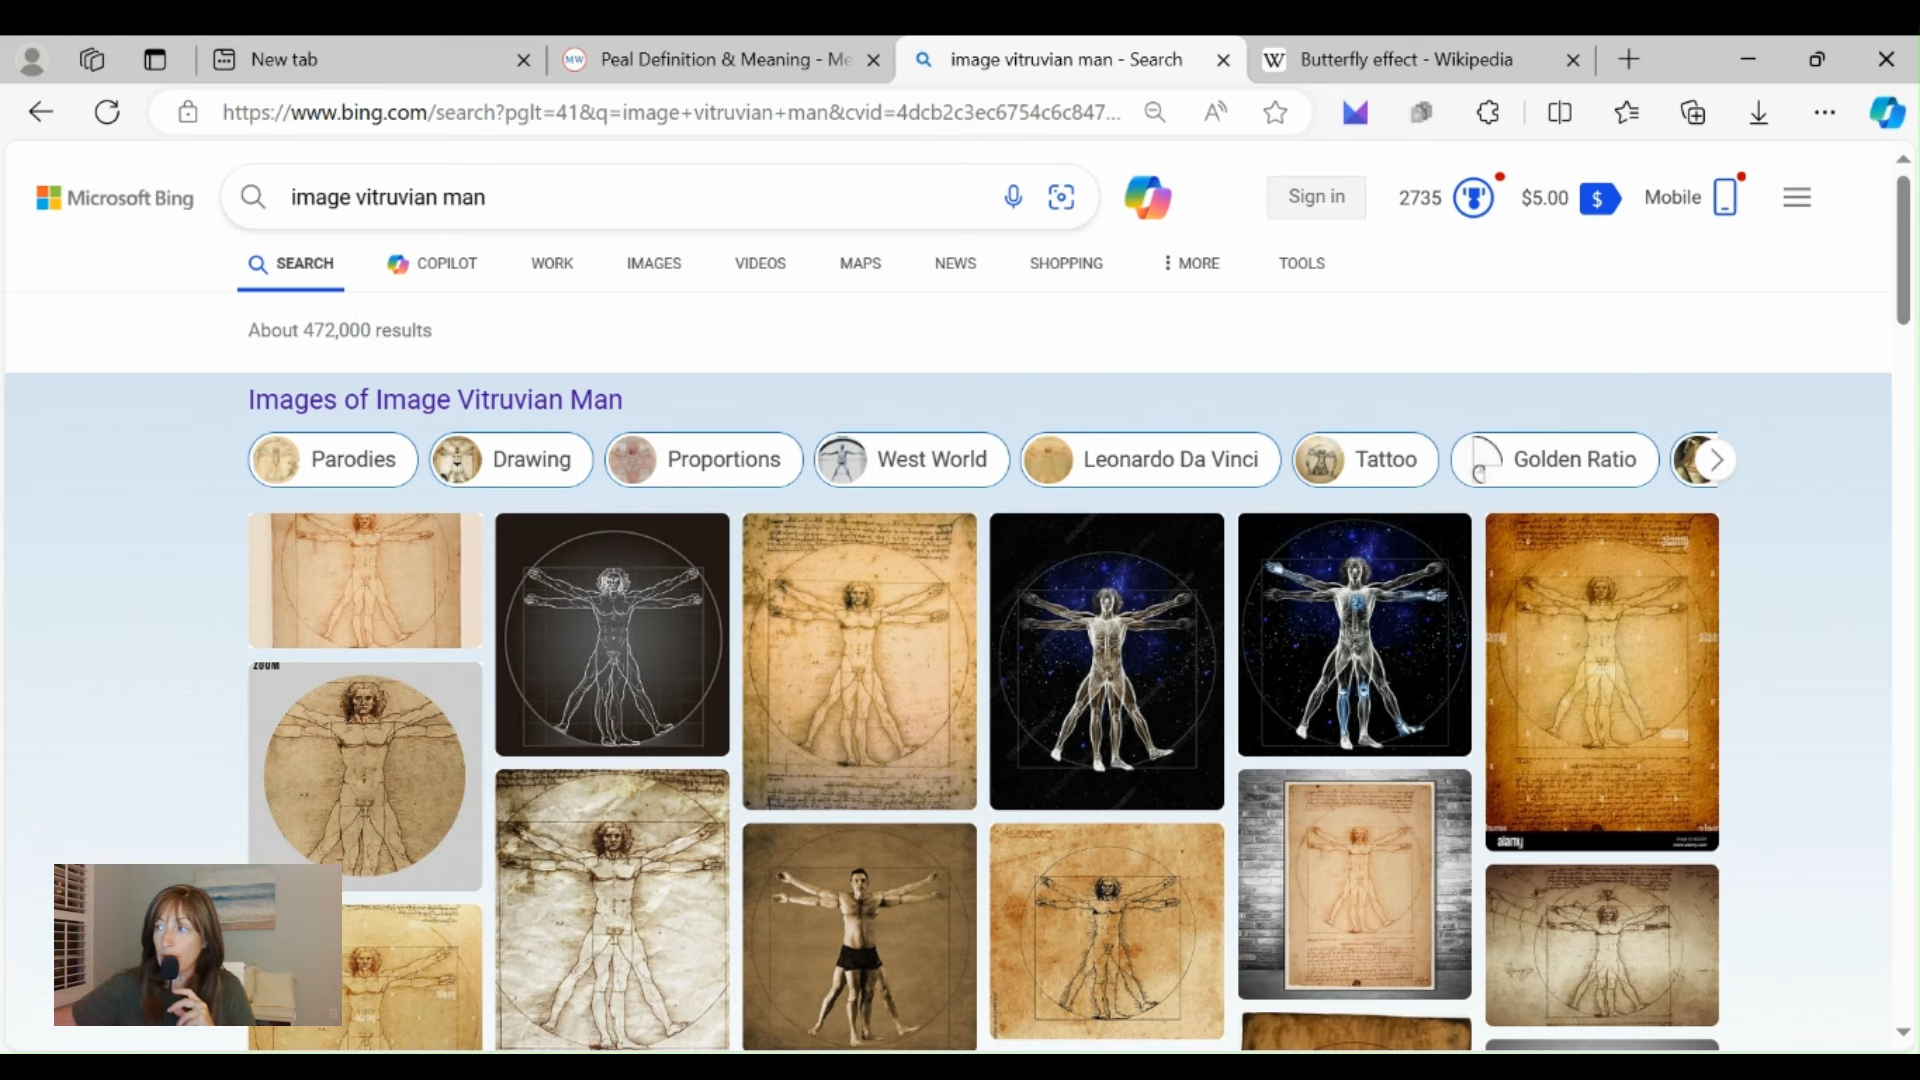 New tab
Peal Definition & Meaning - Me
image vitruvian man - Search
Butterfly effect - Wikipedia
https://www.bing.com/search?pglt=41&q=image+vitruvian+man&cvid=4dcb2c3ec6754c6c847...
Microsoft Bing
image vitruvian man
Sign in
2735
$5.00
Mobile
SEARCH
COPILOT
WORK
IMAGES
VIDEOS
MAPS
NEWS
SHOPPING
MORE
TOOLS
About 472,000 results
Images of Image Vitruvian Man
Parodies
Drawing
Proportions
West World
Leonardo Da Vinci
Tattoo
Golden Ratio
ZOOM
alamy
alamy
alamy